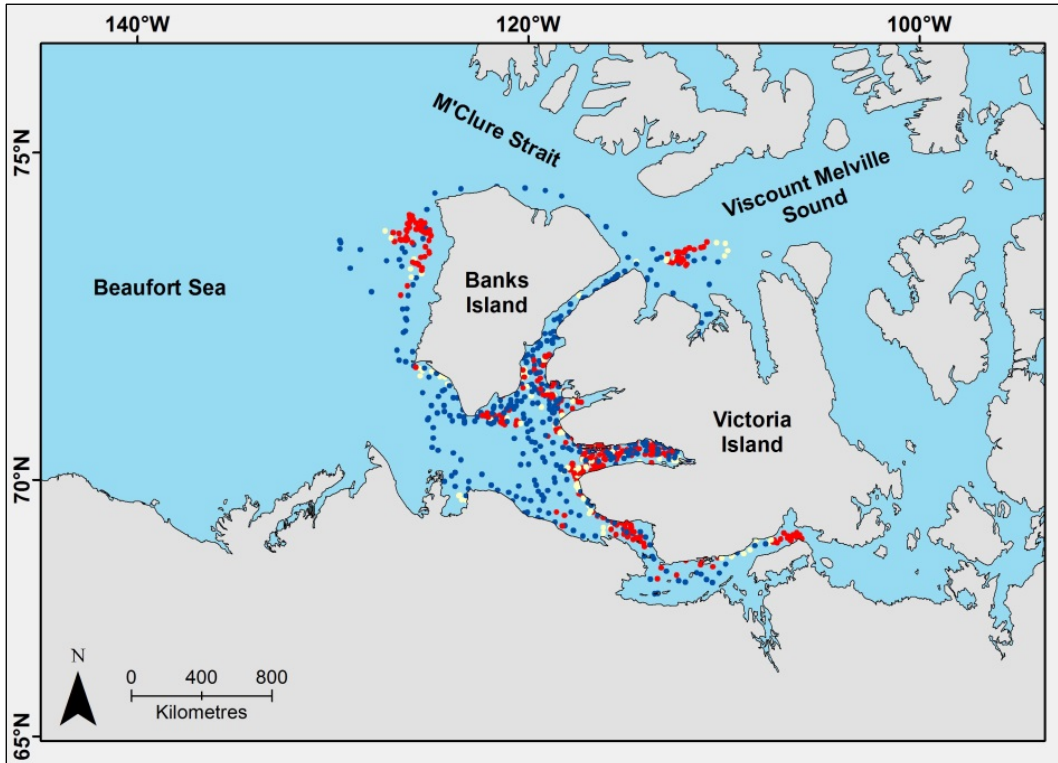 140°W
120°W
100°W
75°N
M'Clure Strait
Viscount Melville
Sound
Beaufort Sea
Banks
Island
Victoria
Island
70°N
N
0 400 800
Kilometres
65°N